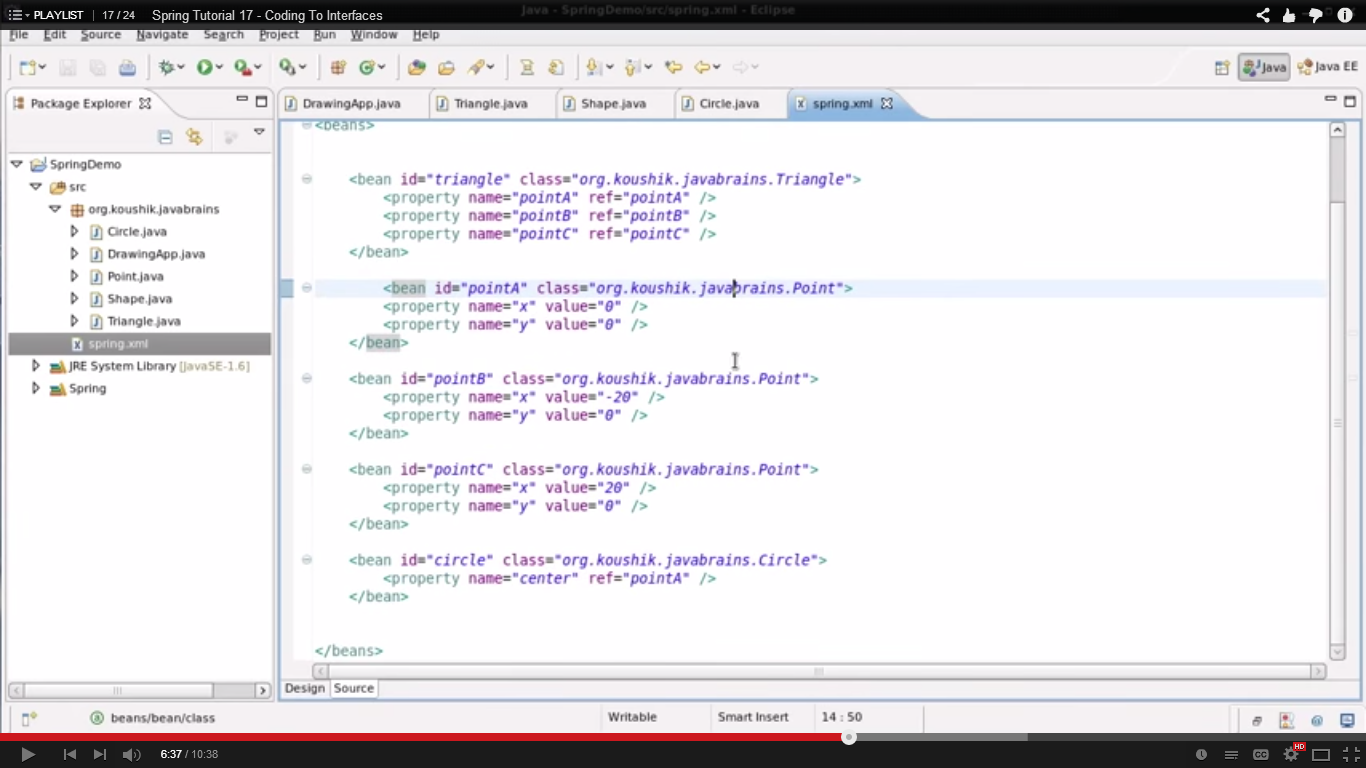 PLAYLIST 17 / 24 Spring Tutorial 17 - Coding To Interfaces
Java - SpringDemo/src/spring.xml - Eclipse
File Edit Source Navigate Search Project Run Window Help
Java Java EE
Package Explorer
DrawingApp.java Triangle.java Shape.java Circle.java spring.xml
SpringDemo
src
org.koushik.javabrains
Circle.java
DrawingApp.java
Point.java
Shape.java
Triangle.java
spring.xml
JRE System Library [JavaSE-1.6]
Spring
<beans>
<bean id="triangle" class="org.koushik.javabrains.Triangle">
<property name="pointA" ref="pointA" />
<property name="pointB" ref="pointB" />
<property name="pointC" ref="pointC" />
</bean>
<bean id="pointA" class="org.koushik.javabrains.Point">
<property name="x" value="0" />
<property name="y" value="0" />
</bean>
<bean id="pointB" class="org.koushik.javabrains.Point">
<property name="x" value="-20" />
<property name="y" value="0" />
</bean>
<bean id="pointC" class="org.koushik.javabrains.Point">
<property name="x" value="20" />
<property name="y" value="0" />
</bean>
<bean id="circle" class="org.koushik.javabrains.Circle">
<property name="center" ref="pointA" />
</bean>
</beans>
Design Source
beans/bean/class Writable Smart Insert 14 : 50
6:37 / 10:38 CC HD